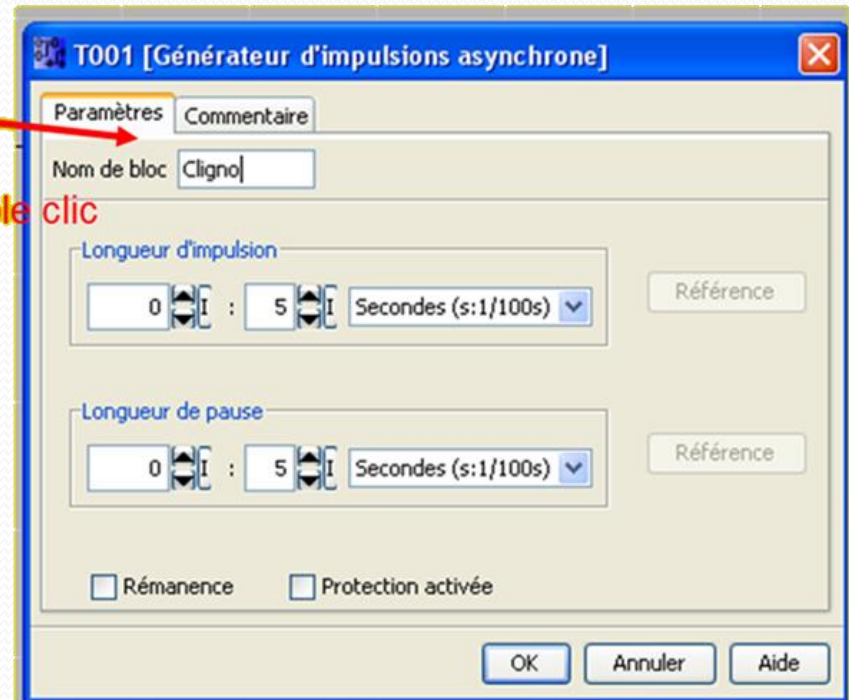 T001 [Générateur d'impulsions asynchrone]
Paramètres Commentaire
Nom de bloc Cligno
clic
Longueur d'impulsion
0 : 5 Secondes (s:1/100s) Référence
Longueur de pause
0 : 5 Secondes (s:1/100s) Référence
Rémanence Protection activée
OK Annuler Aide